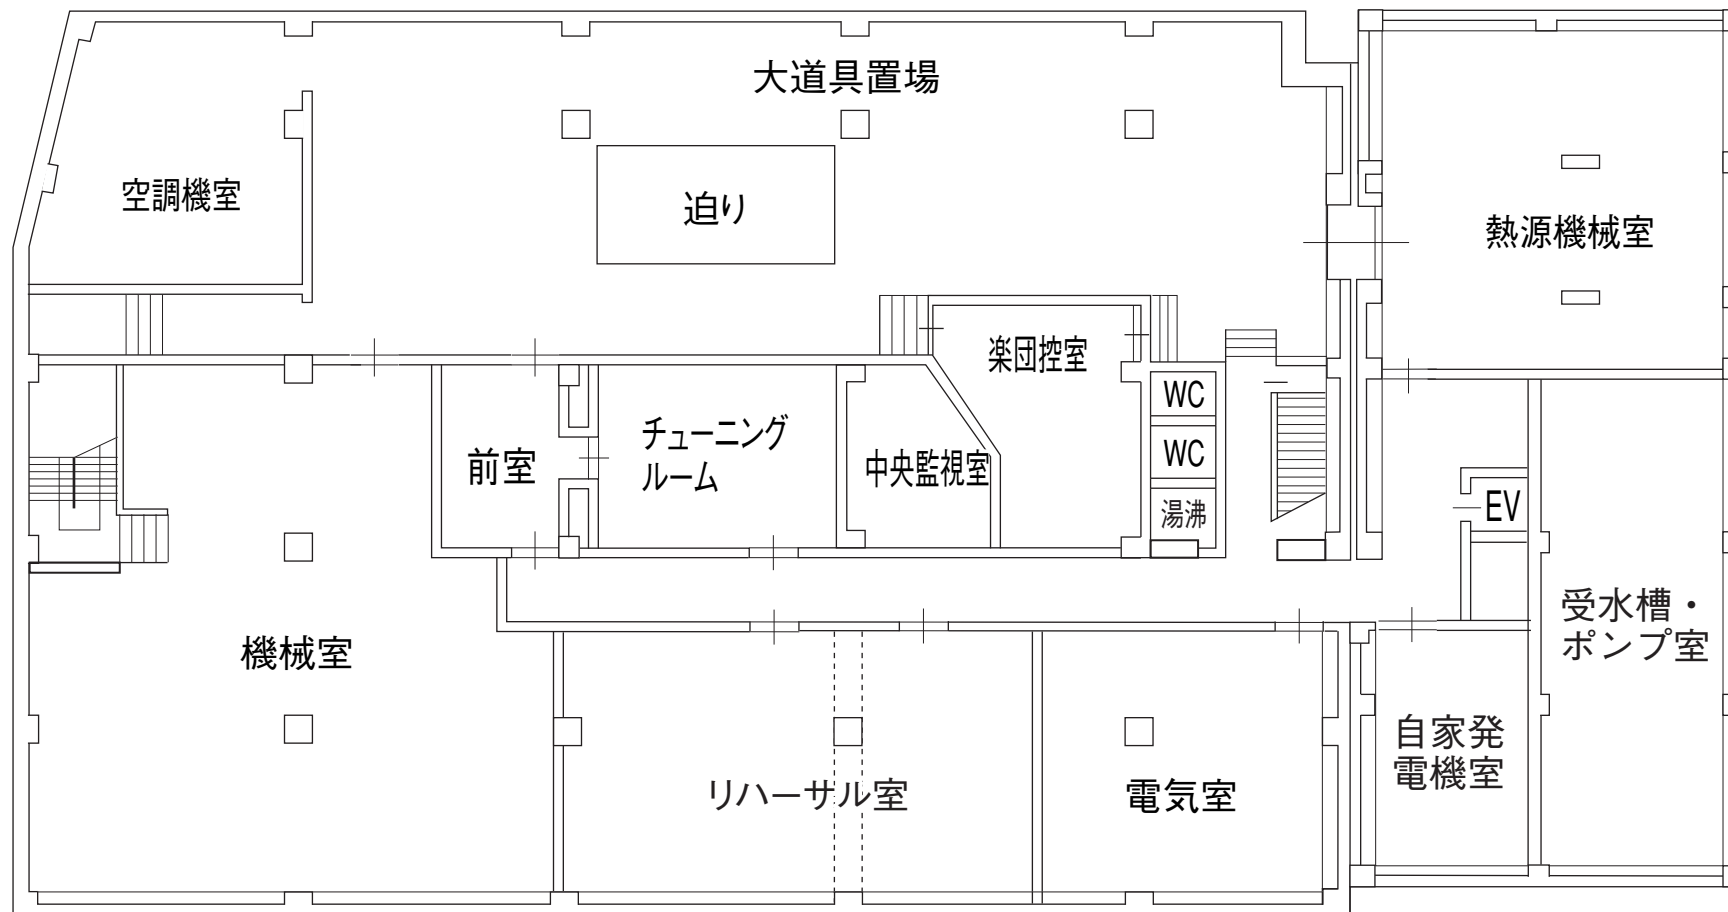 大道具置場
空調機室
迫り
熱源機械室
楽団控室
WC
チューニング
ルーム
前室
中央監視室
WC
湯沸
EV
機械室
受水槽・
ポンプ室
自家発
電機室
リハーサル室
電気室